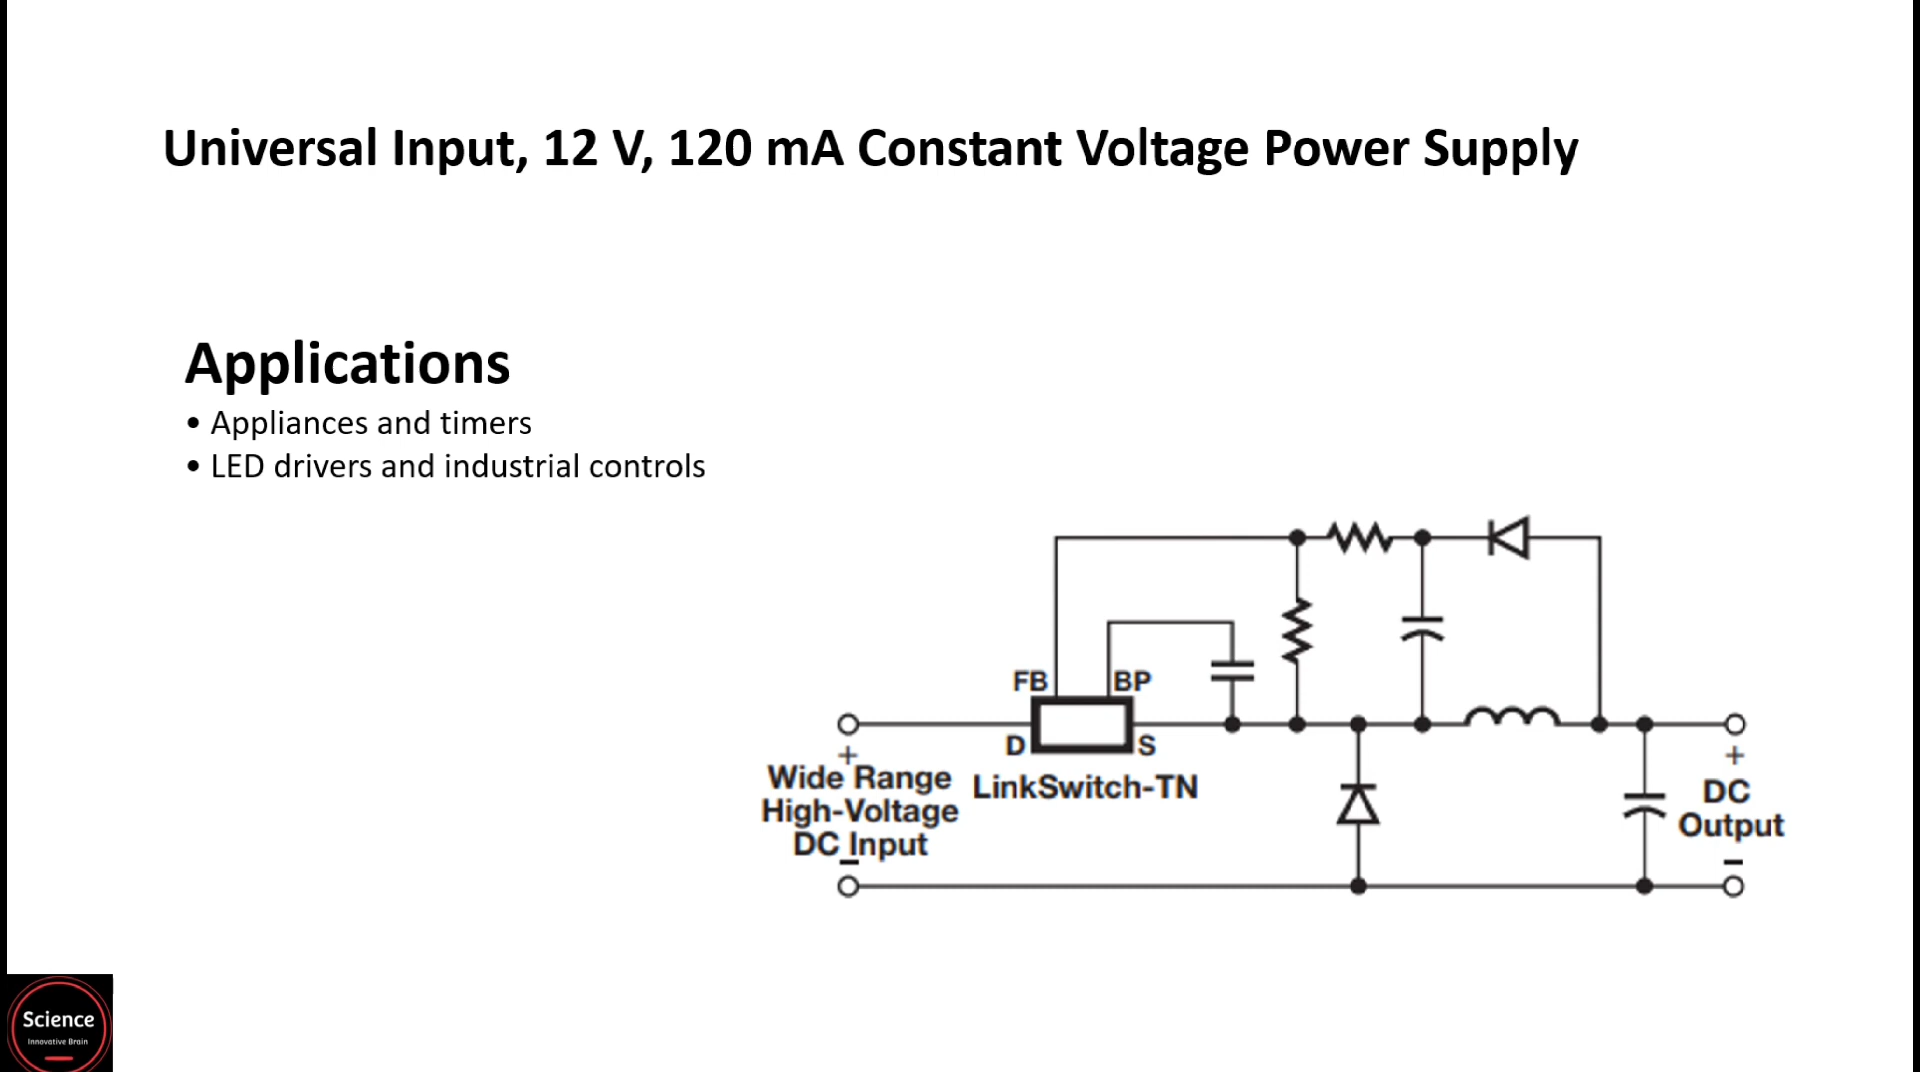 Universal Input, 12 V, 120 mA Constant Voltage Power Supply
Applications
• Appliances and timers
• LED drivers and industrial controls
FB
BP
D
S
LinkSwitch-TN
+
Wide Range
High-Voltage
DC Input
−
+
DC
Output
−
Science
Innovative Brain